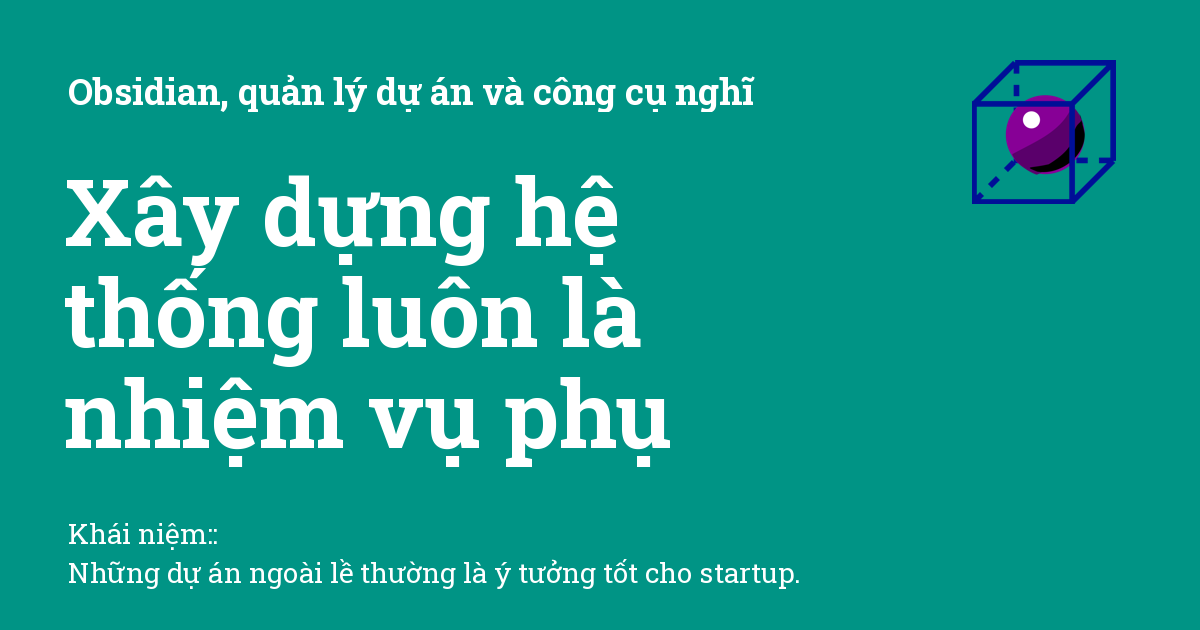 Obsidian, quản lý dự án và công cụ nghĩ
Xây dựng hệ
thống luôn là
nhiệm vụ phụ
Khái niệm::
Những dự án ngoài lề thường là ý tưởng tốt cho startup.